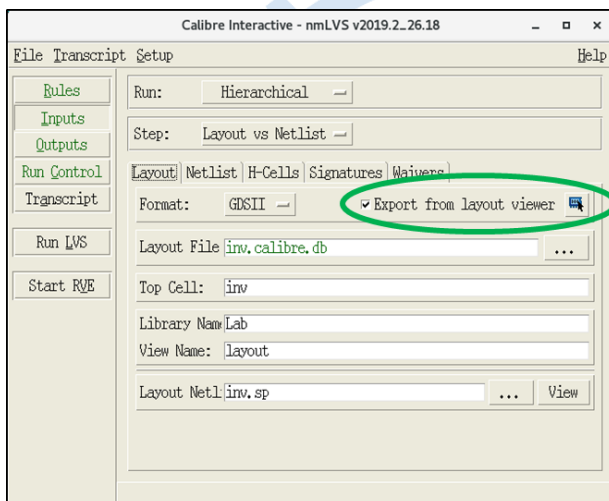 Calibre Interactive - nmLVS v2019.2_26.18
File Transcript Setup Help
Rules
Inputs
Outputs
Run Control
Transcript
Run LVS
Start RVE
Run: Hierarchical
Step: Layout vs Netlist
Layout Netlist H-Cells Signatures Waivers
Format: GDSII Export from layout viewer
Layout File inv.calibre.db ...
Top Cell: inv
Library Nam Lab
View Name: layout
Layout Netl: inv.sp ... View